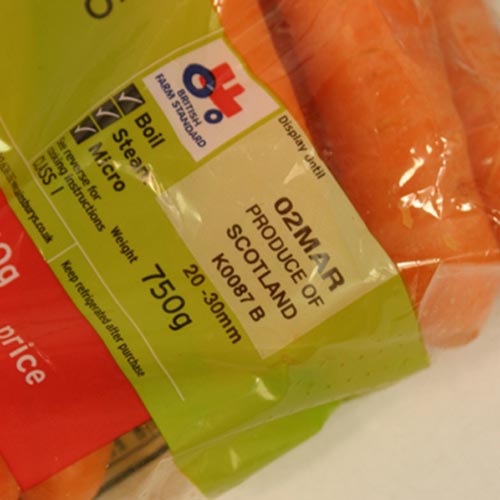 BRITISH
FARM STANDARD
Boil
Steam
Micro
reverse for
cooking instructions
CLASS I
Display until
02MAR
PRODUCE OF
SCOTLAND
K0087 B
Weight
750g
20 -30mm
Keep refrigerated after purchase
price